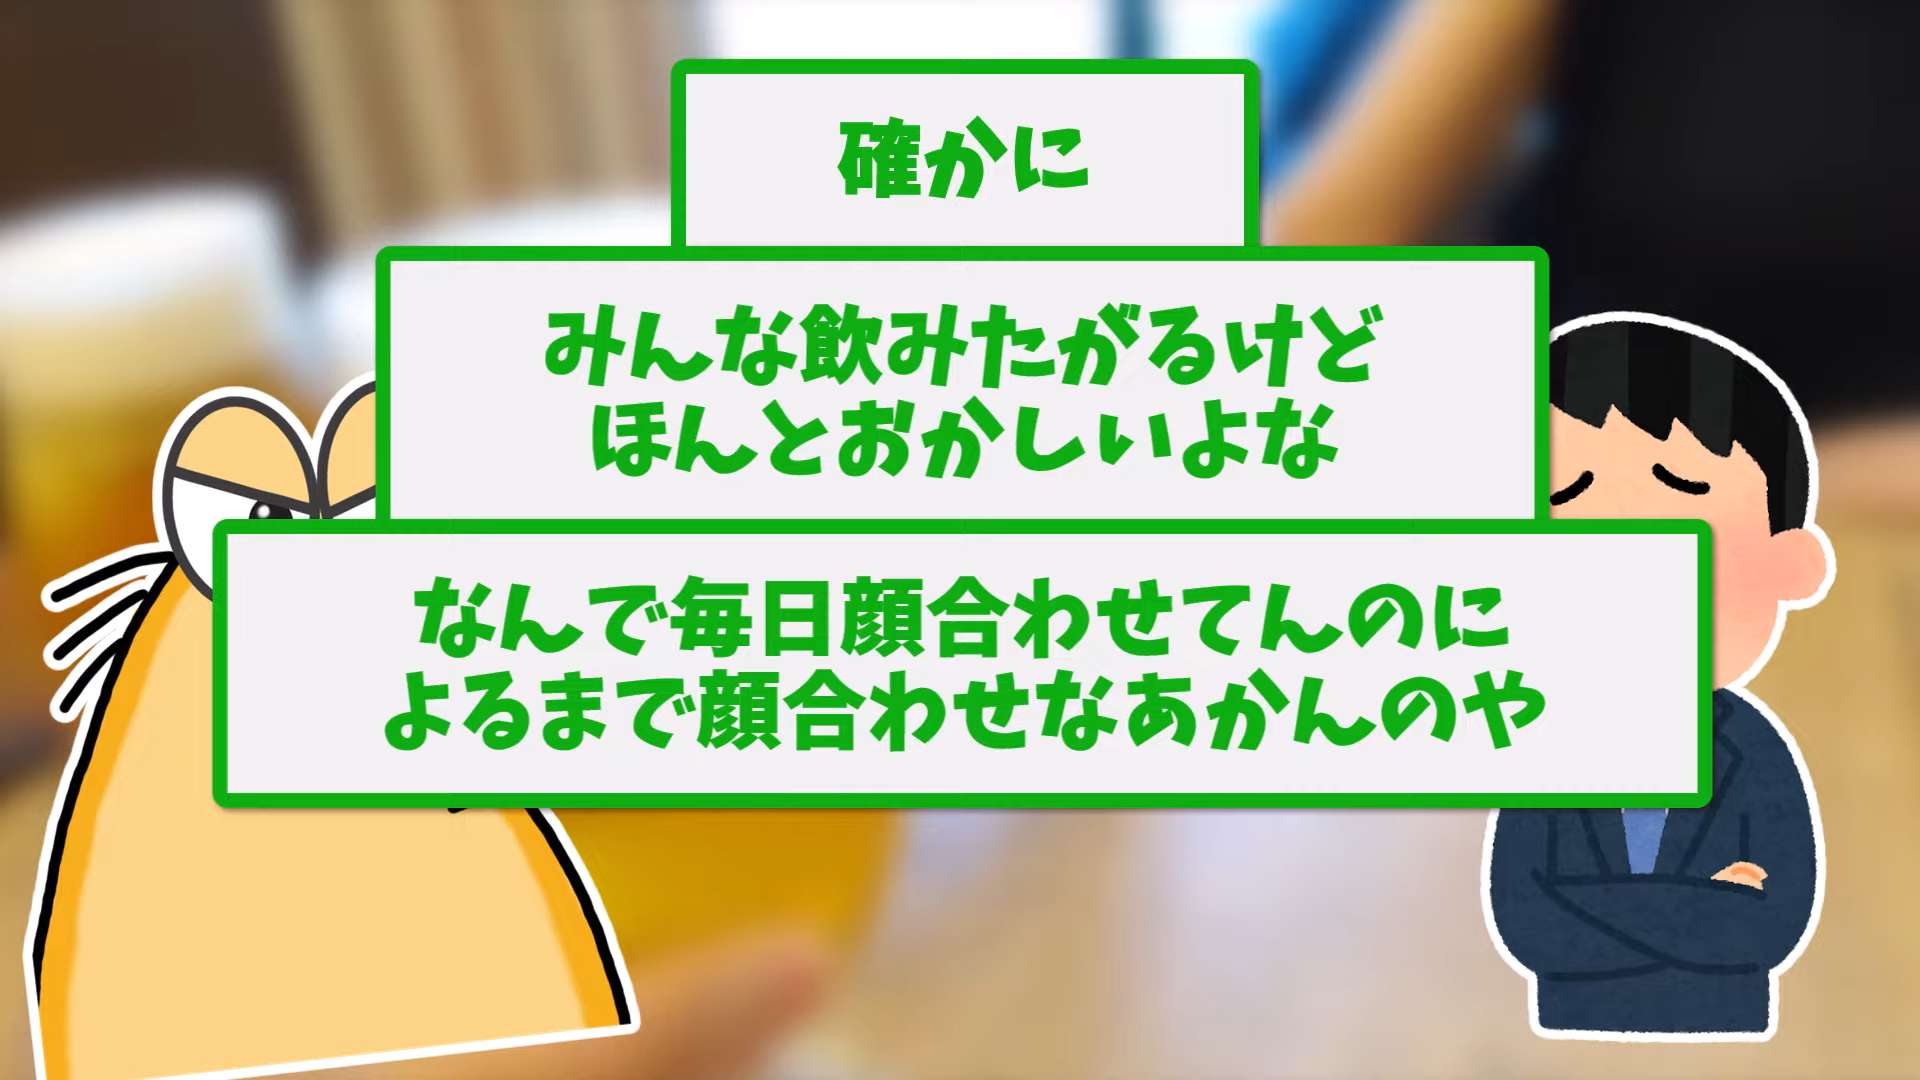 確かに
みんな飲みたがるけど
ほんとおかしいよな
なんで毎日顔合わせてんのに
よるまで顔合わせなあかんのや